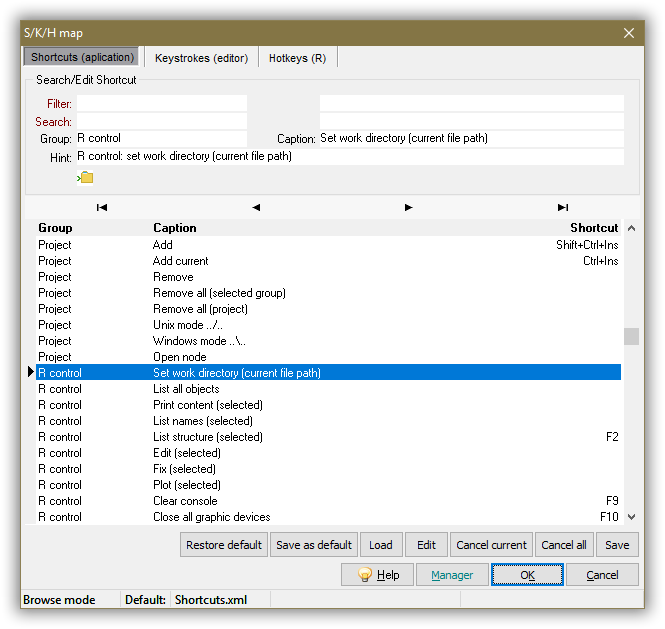 S/K/H map
Shortcuts (aplication) Keystrokes (editor) Hotkeys (R)
Search/Edit Shortcut
Filter:
Search:
Group: R control Caption: Set work directory (current file path)
Hint: R control: set work directory (current file path)
Group Caption Shortcut
Project Add Shift+Ctrl+Ins
Project Add current Ctrl+Ins
Project Remove
Project Remove all (selected group)
Project Remove all (project)
Project Unix mode ../..
Project Windows mode ..\..
Project Open node
R control Set work directory (current file path)
R control List all objects
R control Print content (selected)
R control List names (selected)
R control List structure (selected) F2
R control Edit (selected)
R control Fix (selected)
R control Plot (selected)
R control Clear console F9
R control Close all graphic devices F10
Restore default Save as default Load Edit Cancel current Cancel all Save
Help Manager OK Cancel
Browse mode Default: Shortcuts.xml